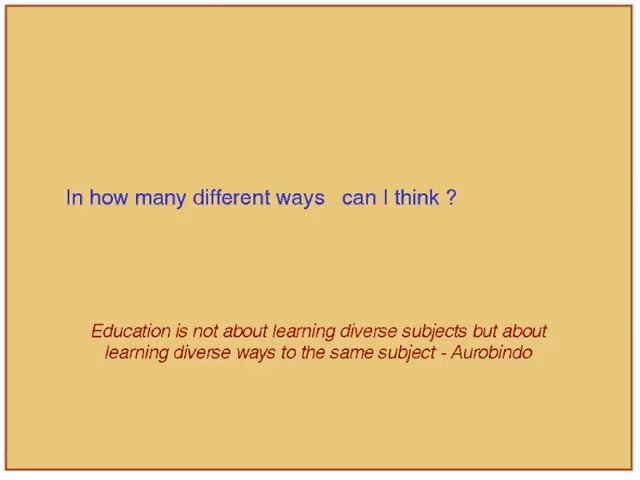 In how many different ways can I think ?
Education is not about learning diverse subjects but about
learning diverse ways to the same subject - Aurobindo